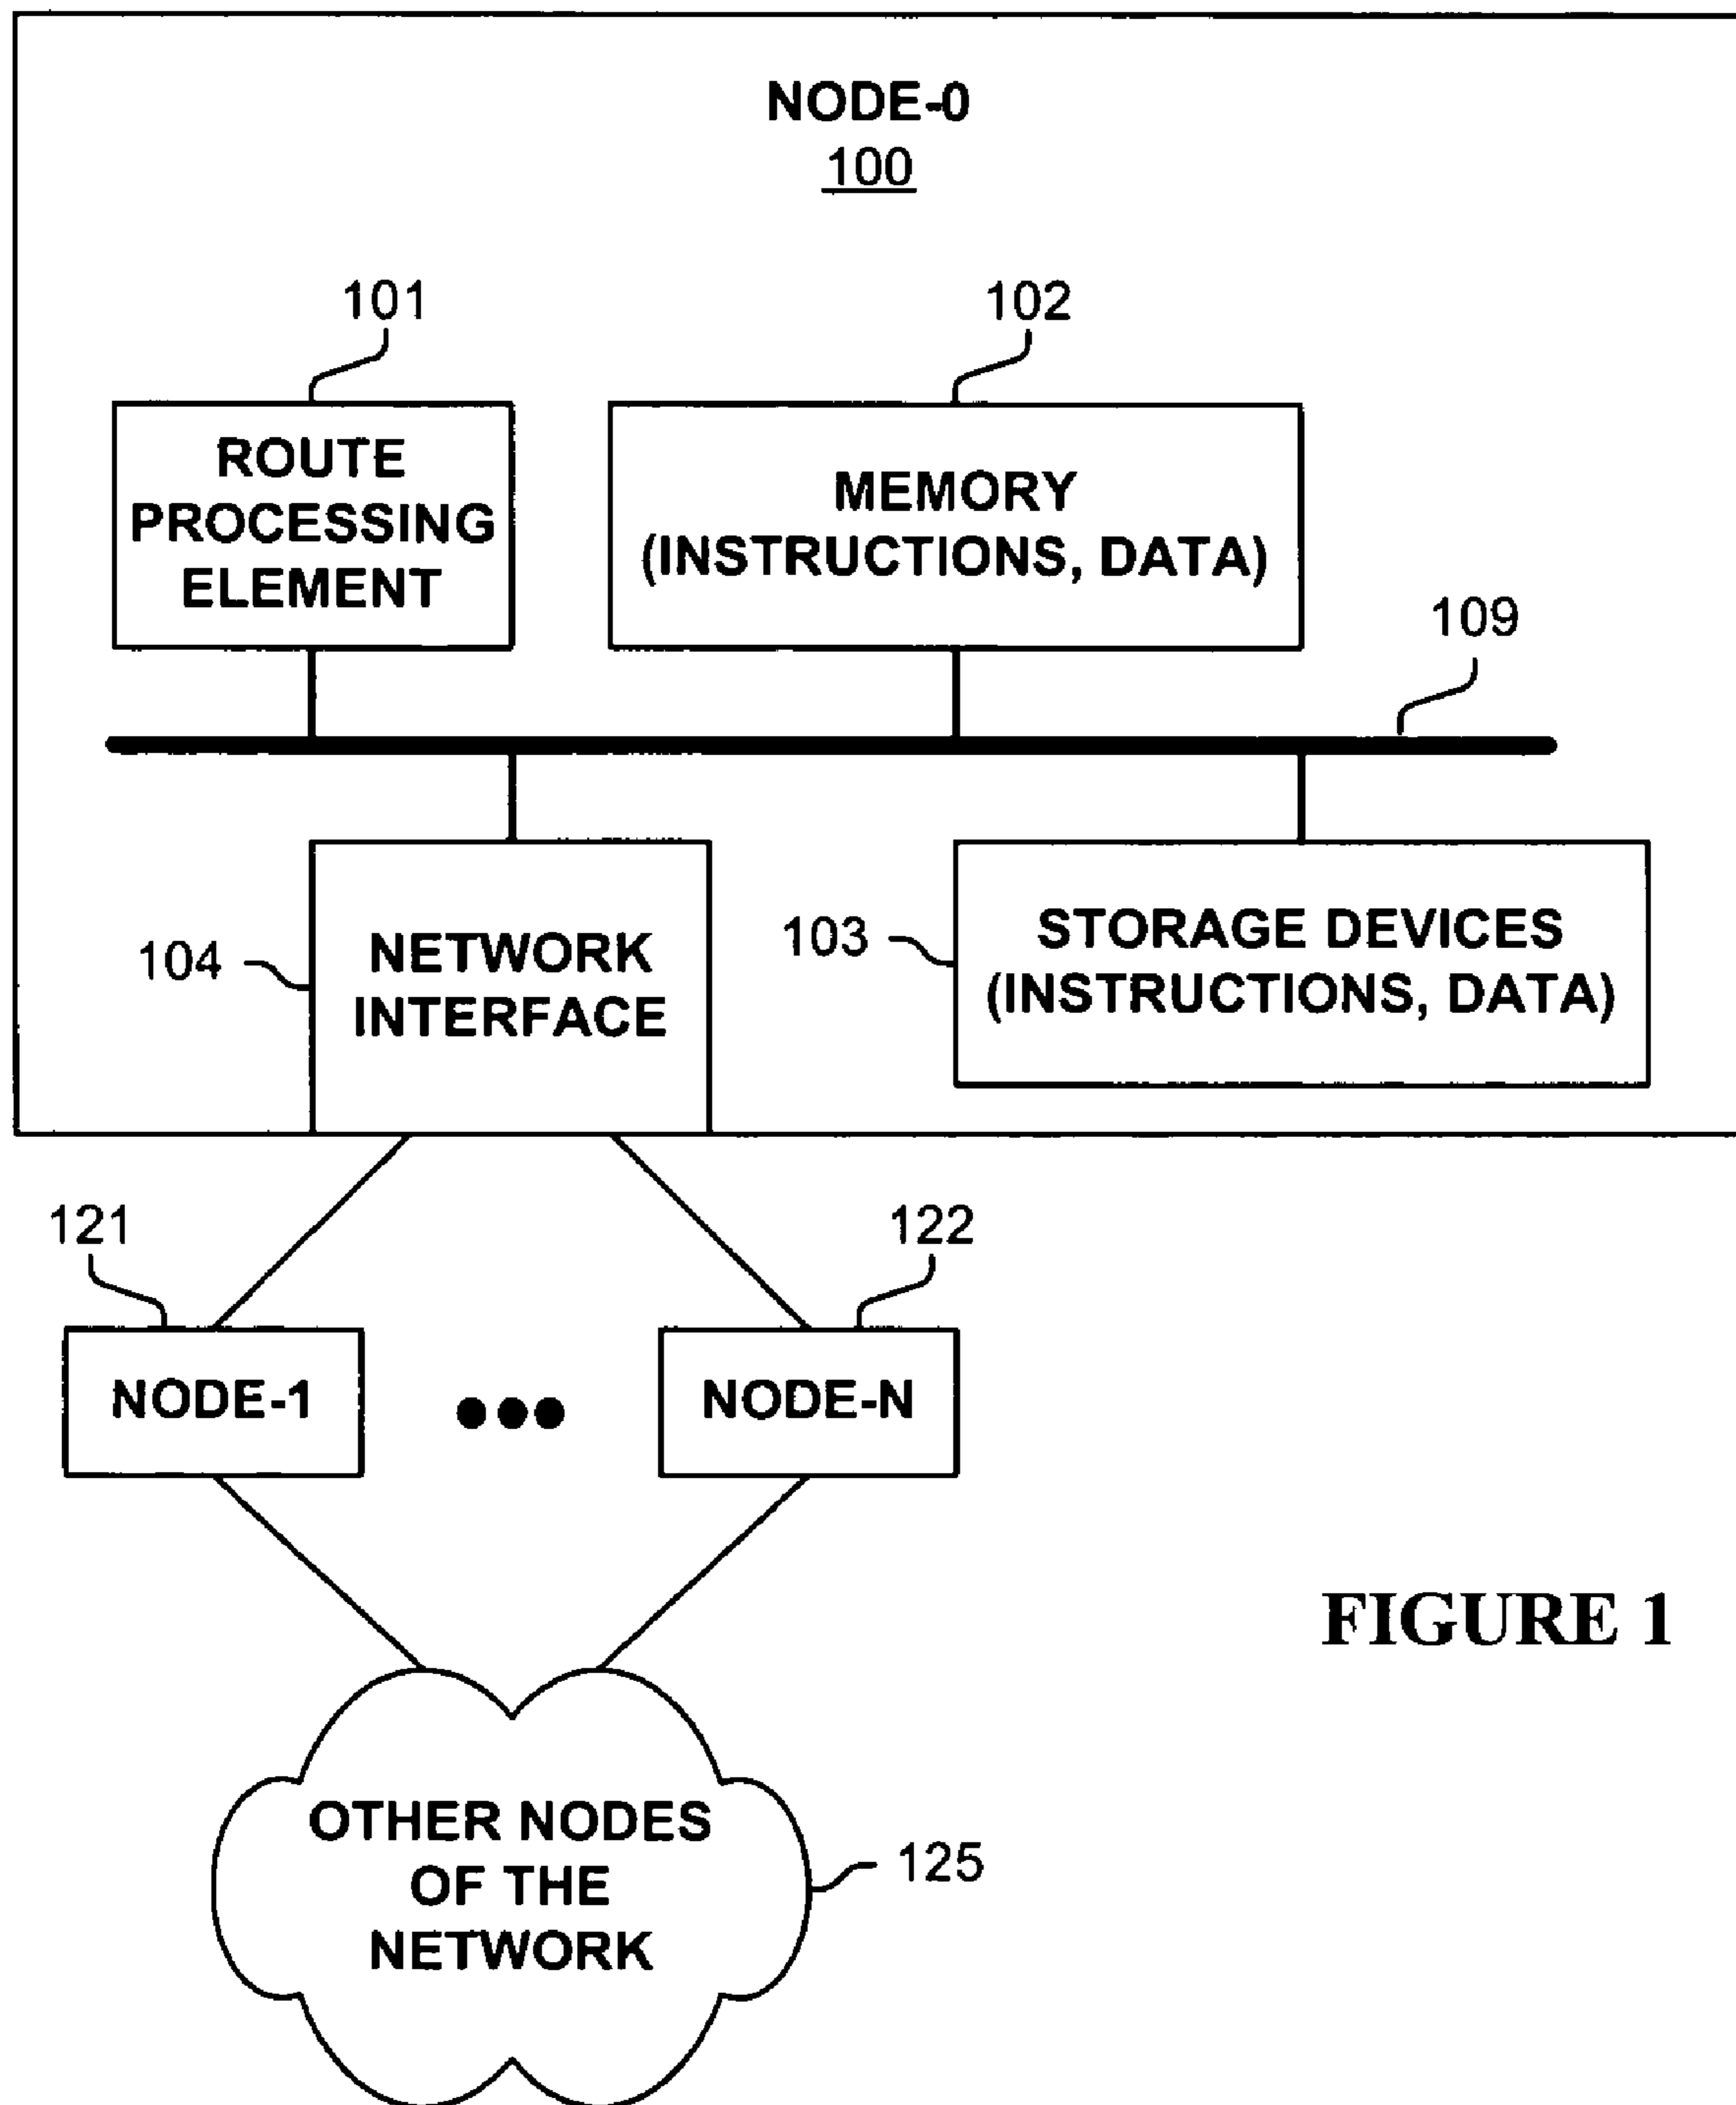 NODE-0
100
101
102
ROUTE
PROCESSING
ELEMENT
MEMORY
(INSTRUCTIONS, DATA)
109
104
NETWORK
INTERFACE
103
STORAGE DEVICES
(INSTRUCTIONS, DATA)
121
122
NODE-1
NODE-N
FIGURE 1
OTHER NODES
OF THE
NETWORK
125